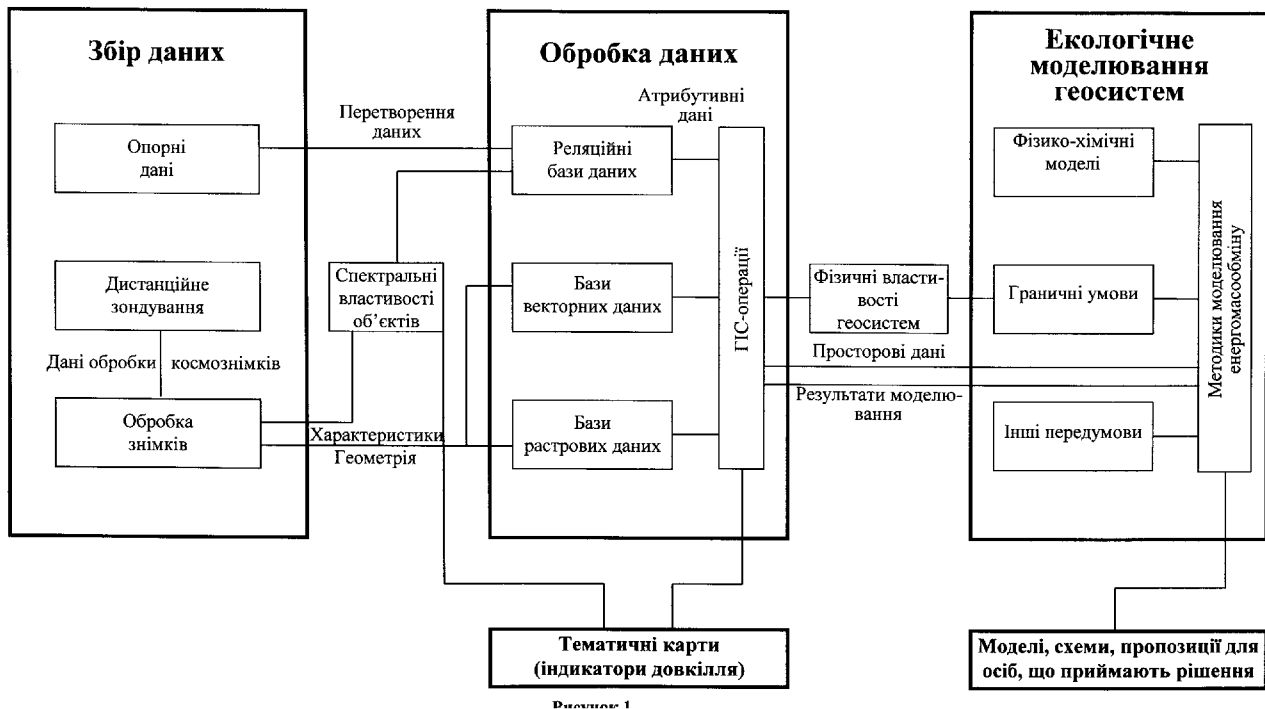 Збір даних
Опорні
дані
Дистанційне
зондування
Дані обробки космознімків
Обробка
знімків
Перетворення
даних
Спектральні
властивості
об’єктів
Характеристики
Геометрія
Обробка даних
Атрибутивні
дані
Реляційні
бази даних
Бази
векторних даних
Бази
растрових даних
ГІС-операції
Фізичні власти-
вості
геосистем
Просторові дані
Результати моделю-
вання
Екологічне
моделювання
геосистем
Фізико-хімічні
моделі
Граничні умови
Інші передумови
Методики моделювання
енергомасообміну
Тематичні карти
(індикатори довкілля)
Моделі, схеми, пропозиції для
осіб, що приймають рішення
Рисунок 1